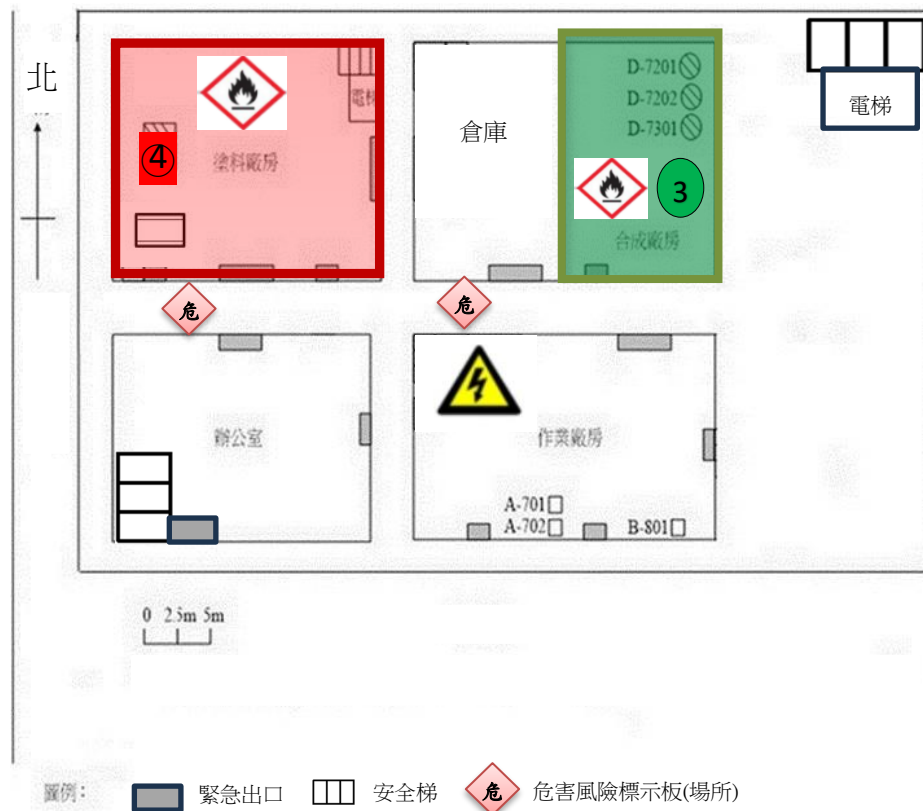 北
電梯
④
塗料廠房
倉庫
D-7201
D-7202
D-7301
3
合成廠房
電梯
危
危
辦公室
作業廠房
A-701
A-702
B-801
0 2.5m 5m
圖例:
緊急出口
安全梯
危
危害風險標示板(場所)